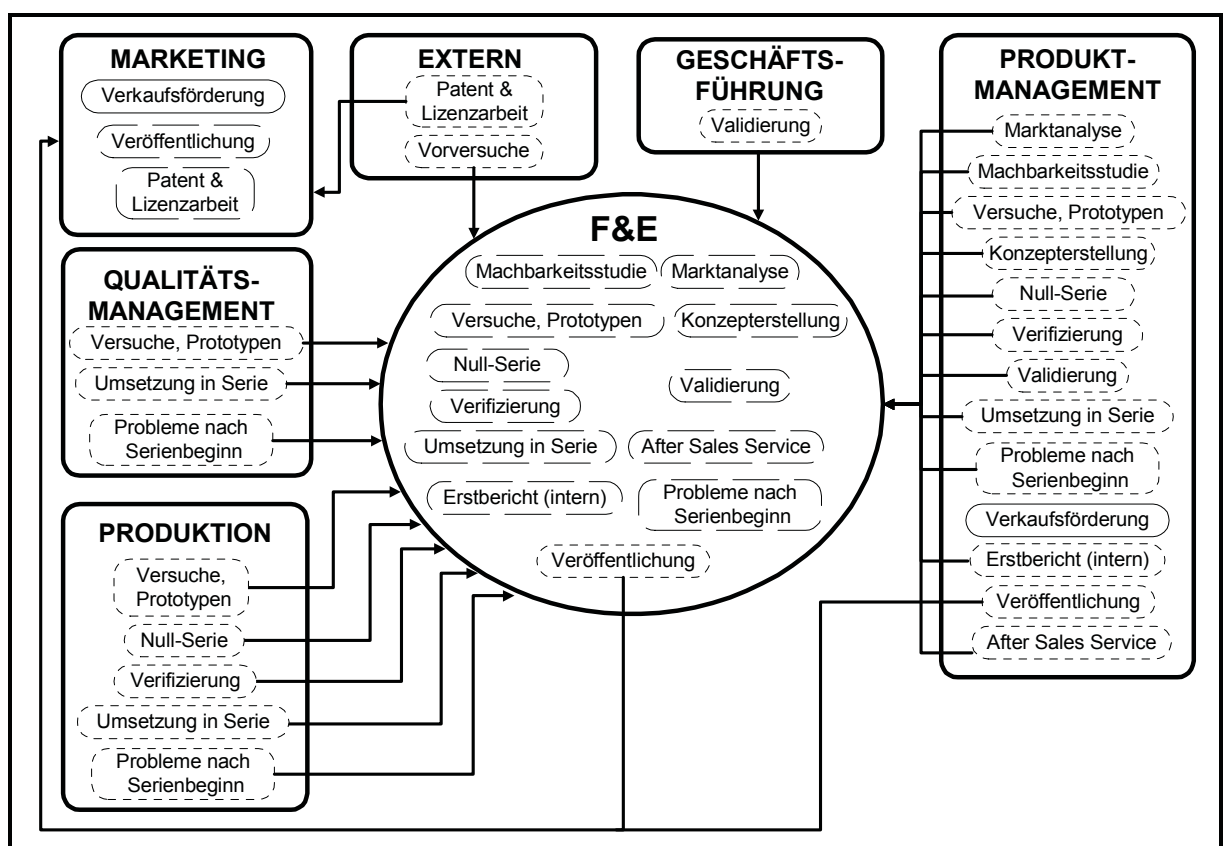 MARKETING
Verkaufsförderung
Veröffentlichung
Patent &
Lizenzarbeit
EXTERN
Patent &
Lizenzarbeit
Vorversuche
GESCHÄFTS-
FÜHRUNG
Validierung
PRODUKT-
MANAGEMENT
Marktanalyse
Machbarkeitsstudie
Versuche, Prototypen
Konzepterstellung
Null-Serie
Verifizierung
Validierung
Umsetzung in Serie
Probleme nach
Serienbeginn
Verkaufsförderung
Erstbericht (intern)
Veröffentlichung
After Sales Service
QUALITÄTS-
MANAGEMENT
Versuche, Prototypen
Umsetzung in Serie
Probleme nach
Serienbeginn
F&E
Machbarkeitsstudie
Marktanalyse
Versuche, Prototypen
Konzepterstellung
Null-Serie
Validierung
Verifizierung
Umsetzung in Serie
After Sales Service
Erstbericht (intern)
Probleme nach
Serienbeginn
Veröffentlichung
PRODUKTION
Versuche,
Prototypen
Null-Serie
Verifizierung
Umsetzung in Serie
Probleme nach
Serienbeginn